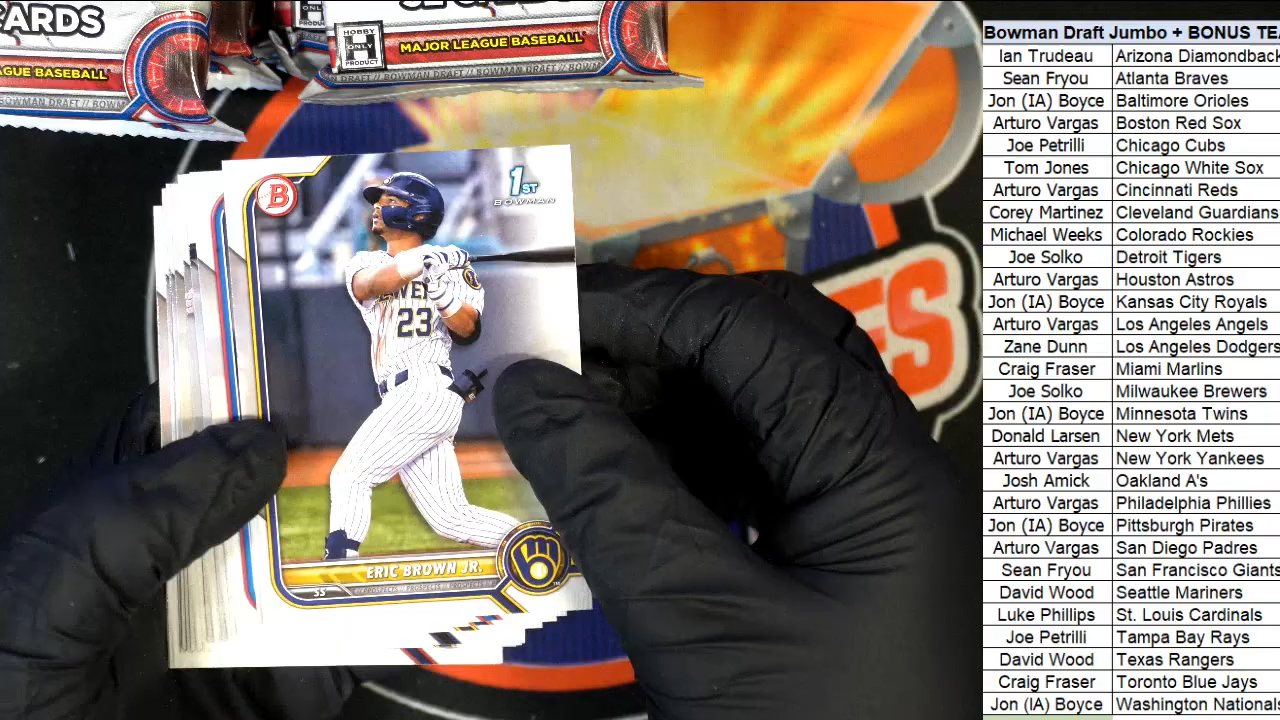 CARDS
MAJOR LEAGUE BASEBALL
HOBBY
ONLY
H
PRODUCT
AGUE BASEBALL
BOWMAN DRAFT // BOWM
BOWMAN DRAFT // BOWMAN DRAFT
B
1ST
BOWMAN
23
ERIC BROWN JR.
SS
PROSPECTS // PROSPECTS // PROSPECTS
ES
Bowman Draft Jumbo + BONUS TEA
Ian Trudeau Arizona Diamondback
Sean Fryou Atlanta Braves
Jon (IA) Boyce Baltimore Orioles
Arturo Vargas Boston Red Sox
Joe Petrilli Chicago Cubs
Tom Jones Chicago White Sox
Arturo Vargas Cincinnati Reds
Corey Martinez Cleveland Guardians
Michael Weeks Colorado Rockies
Joe Solko Detroit Tigers
Arturo Vargas Houston Astros
Jon (IA) Boyce Kansas City Royals
Arturo Vargas Los Angeles Angels
Zane Dunn Los Angeles Dodgers
Craig Fraser Miami Marlins
Joe Solko Milwaukee Brewers
Jon (IA) Boyce Minnesota Twins
Donald Larsen New York Mets
Arturo Vargas New York Yankees
Josh Amick Oakland A's
Arturo Vargas Philadelphia Phillies
Jon (IA) Boyce Pittsburgh Pirates
Arturo Vargas San Diego Padres
Sean Fryou San Francisco Giants
David Wood Seattle Mariners
Luke Phillips St. Louis Cardinals
Joe Petrilli Tampa Bay Rays
David Wood Texas Rangers
Craig Fraser Toronto Blue Jays
Jon (IA) Boyce Washington Nationals